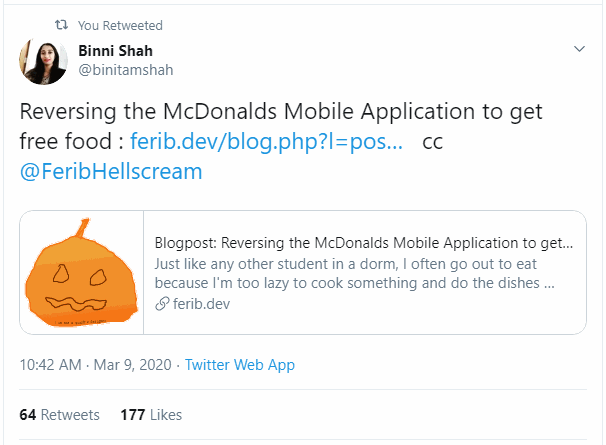 You Retweeted
Binni Shah
@binitamshah
Reversing the McDonalds Mobile Application to get
free food : ferib.dev/blog.php?l=pos... cc
@FeribHellscream
Blogpost: Reversing the McDonalds Mobile Application to get...
Just like any other student in a dorm, I often go out to eat
because I'm too lazy to cook something and do the dishes ...
ferib.dev
10:42 AM · Mar 9, 2020 · Twitter Web App
64 Retweets 177 Likes